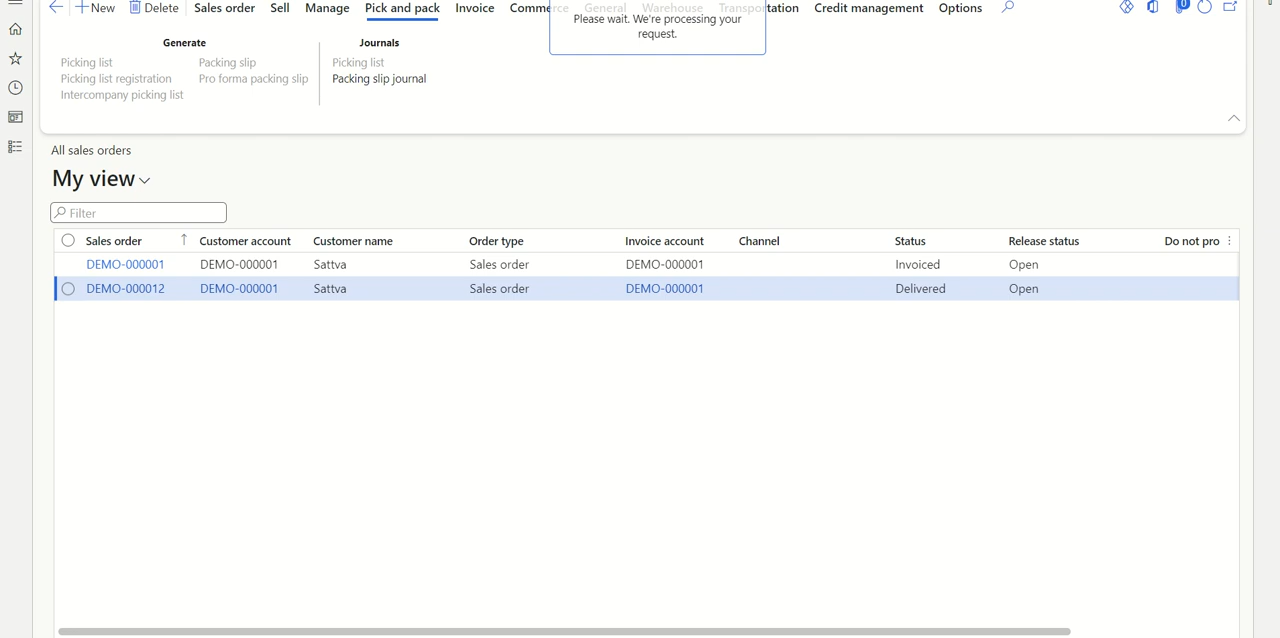 New Delete Sales order Sell Manage Pick and pack Invoice Commerce General Warehouse Transportation Credit management Options 0
Please wait. We're processing your
request.
Generate Journals
Picking list Packing slip Picking list
Picking list registration Pro forma packing slip Packing slip journal
Intercompany picking list
All sales orders
My view
Filter
Sales order Customer account Customer name Order type Invoice account Channel Status Release status Do not pro
DEMO-000001 DEMO-000001 Sattva Sales order DEMO-000001 Invoiced Open
DEMO-000012 DEMO-000001 Sattva Sales order DEMO-000001 Delivered Open